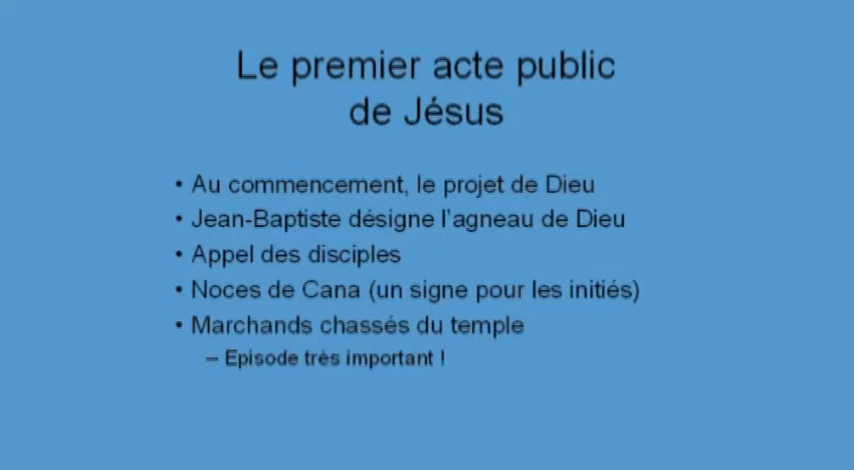 Le premier acte public
de Jésus
• Au commencement, le projet de Dieu
• Jean-Baptiste désigne l'agneau de Dieu
• Appel des disciples
• Noces de Cana (un signe pour les initiés)
• Marchands chassés du temple
– Episode très important !